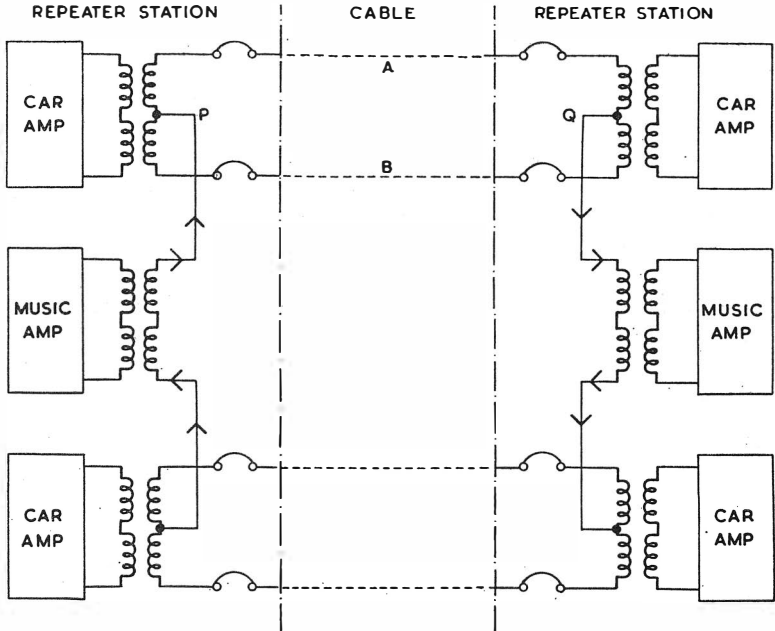 REPEATER STATION
CABLE
REPEATER STATION
A
CAR
AMP
P
Q
CAR
AMP
B
MUSIC
AMP
MUSIC
AMP
CAR
AMP
CAR
AMP